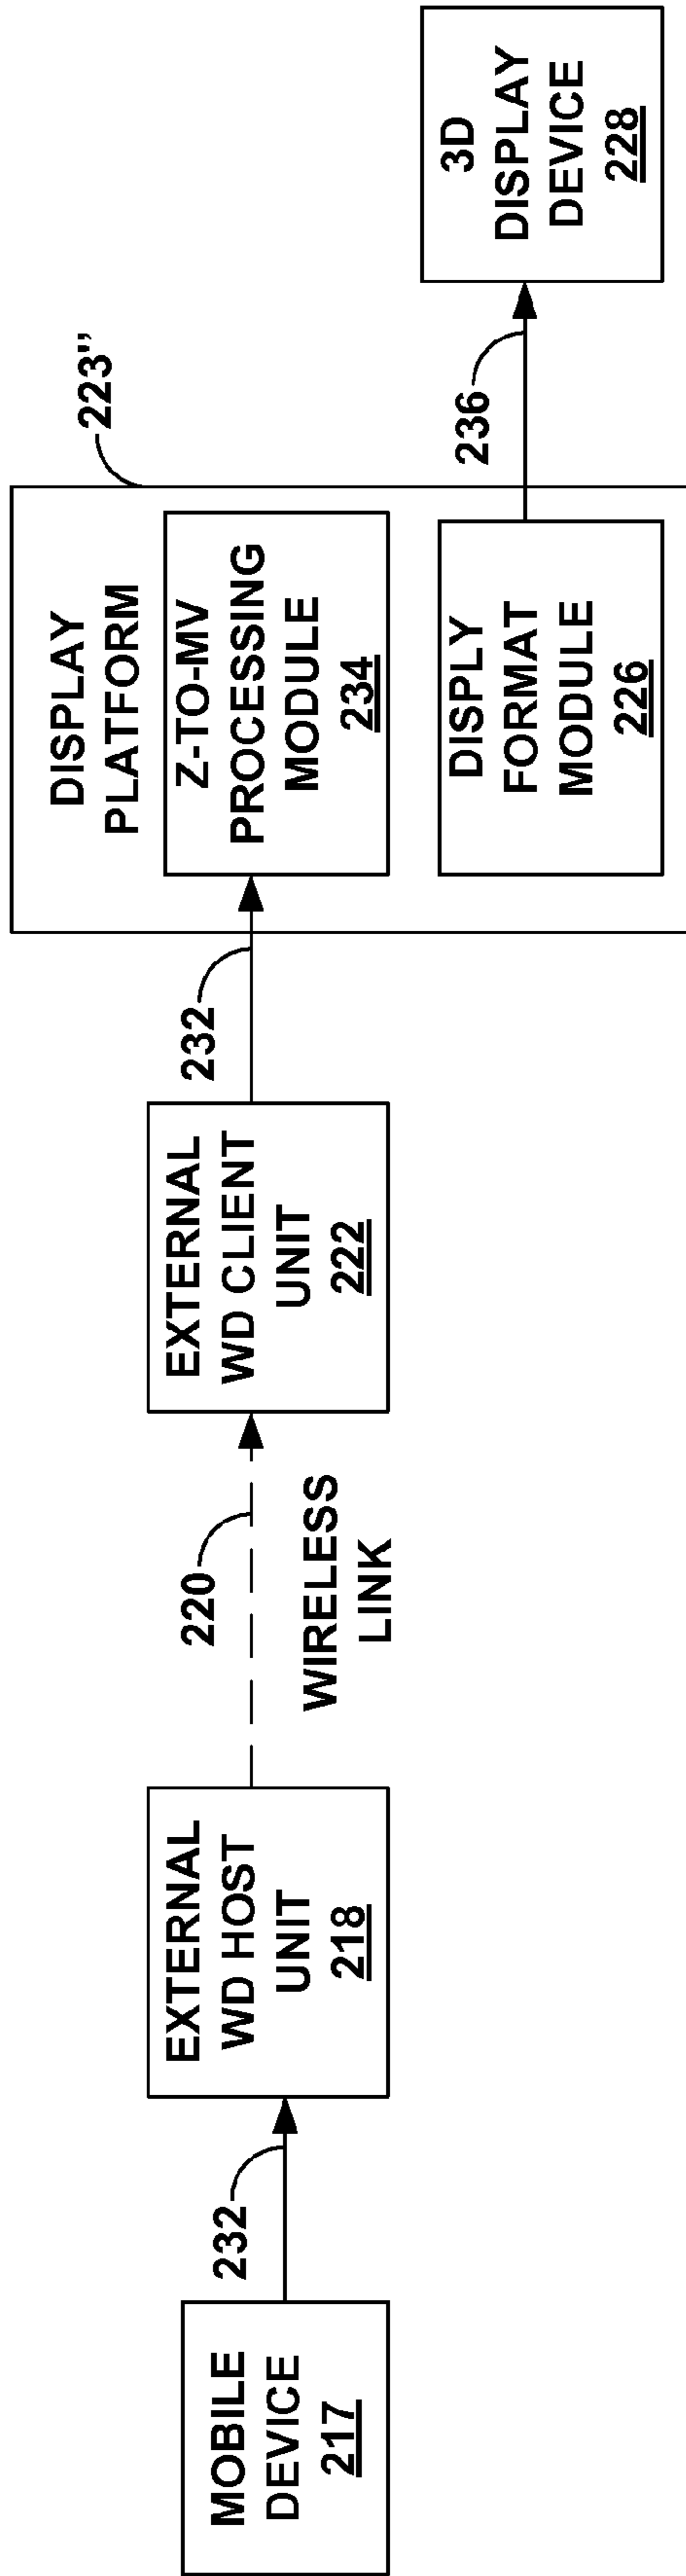 MOBILE
DEVICE
217
232
EXTERNAL
WD HOST
UNIT
218
220
WIRELESS
LINK
EXTERNAL
WD CLIENT
UNIT
222
232
DISPLAY
PLATFORM
223"
Z-TO-MV
PROCESSING
MODULE
234
DISPLY
FORMAT
MODULE
226
236
3D
DISPLAY
DEVICE
228